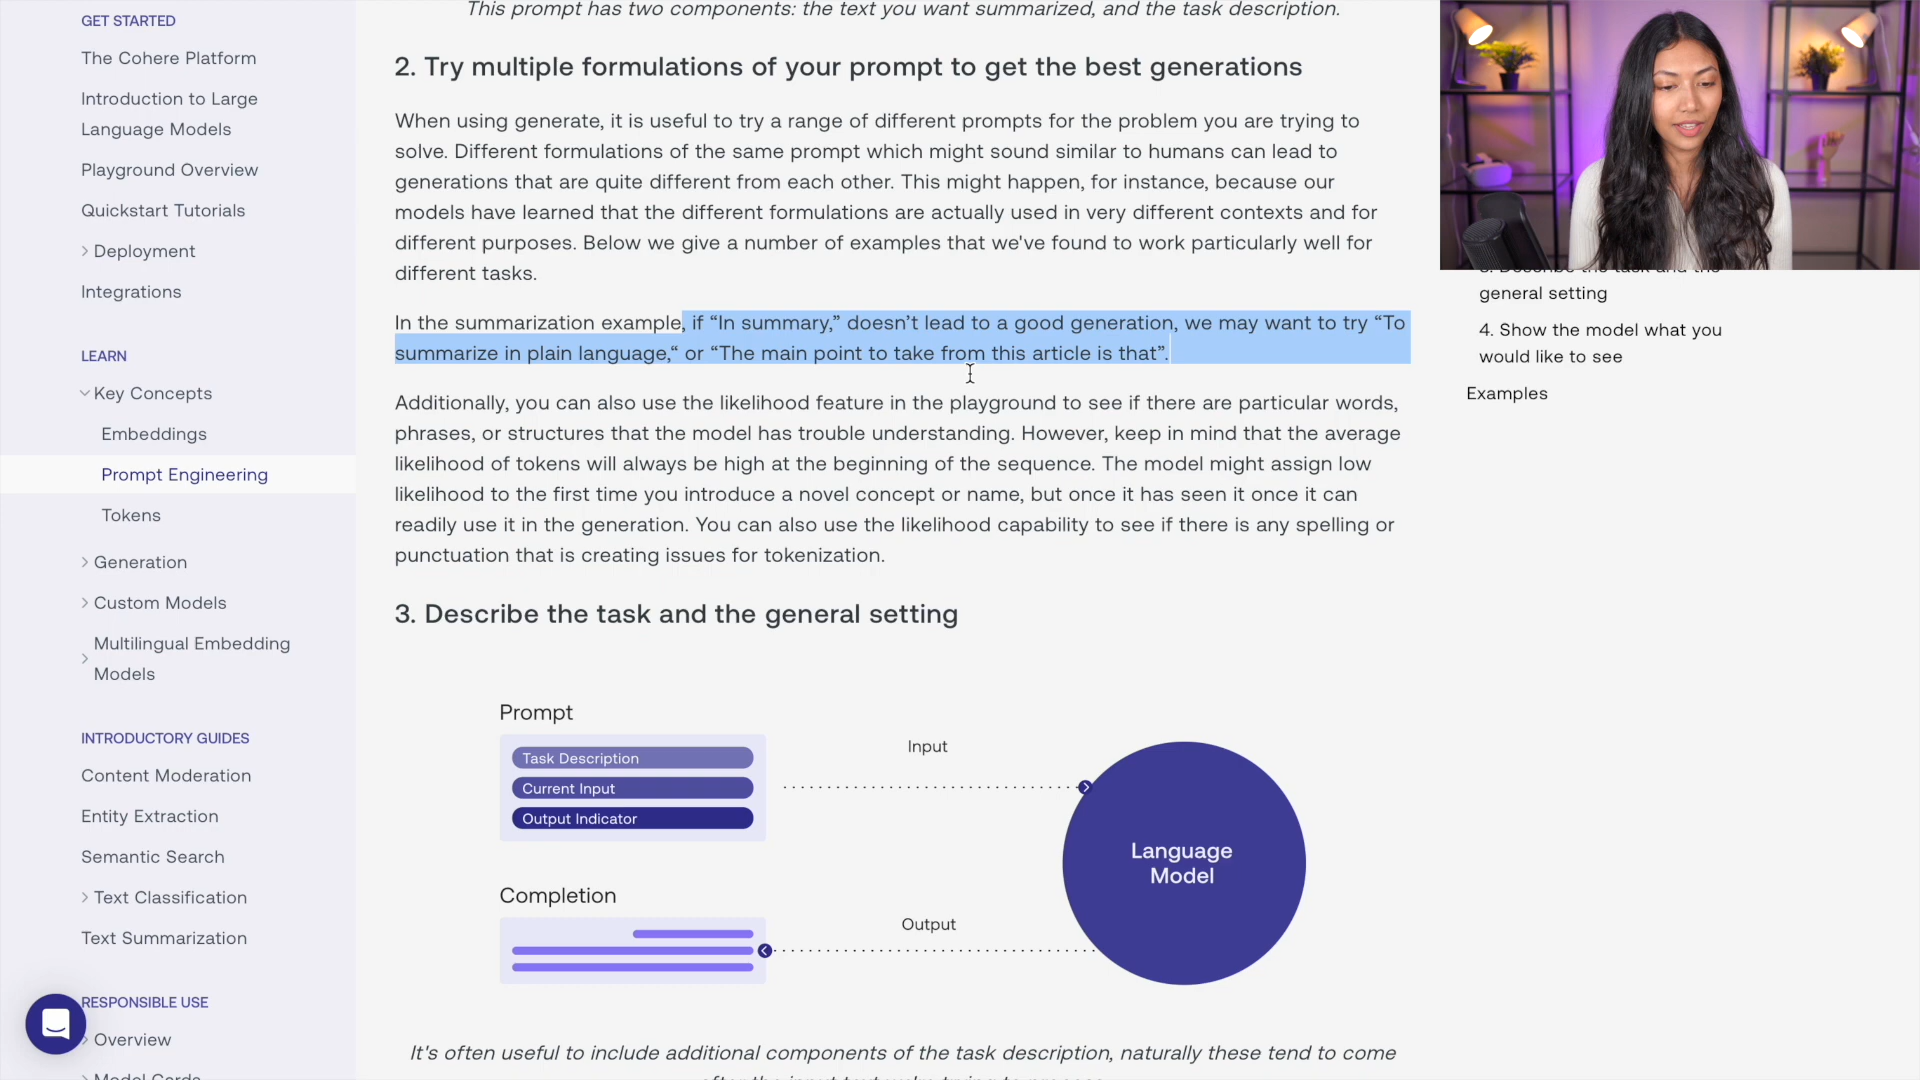 GET STARTED
The Cohere Platform
Introduction to Large
Language Models
Playground Overview
Quickstart Tutorials
Deployment
Integrations
LEARN
Key Concepts
Embeddings
Prompt Engineering
Tokens
Generation
Custom Models
Multilingual Embedding
Models
INTRODUCTORY GUIDES
Content Moderation
Entity Extraction
Semantic Search
Text Classification
Text Summarization
RESPONSIBLE USE
Overview
Model Cards
This prompt has two components: the text you want summarized, and the task description.
2. Try multiple formulations of your prompt to get the best generations
When using generate, it is useful to try a range of different prompts for the problem you are trying to
solve. Different formulations of the same prompt which might sound similar to humans can lead to
generations that are quite different from each other. This might happen, for instance, because our
models have learned that the different formulations are actually used in very different contexts and for
different purposes. Below we give a number of examples that we've found to work particularly well for
different tasks.
In the summarization example, if “In summary,” doesn’t lead to a good generation, we may want to try “To
summarize in plain language,“ or “The main point to take from this article is that”.
Additionally, you can also use the likelihood feature in the playground to see if there are particular words,
phrases, or structures that the model has trouble understanding. However, keep in mind that the average
likelihood of tokens will always be high at the beginning of the sequence. The model might assign low
likelihood to the first time you introduce a novel concept or name, but once it has seen it once it can
readily use it in the generation. You can also use the likelihood capability to see if there is any spelling or
punctuation that is creating issues for tokenization.
3. Describe the task and the general setting
Prompt
Task Description
Current Input
Output Indicator
Input
Language
Model
Completion
Output
It's often useful to include additional components of the task description, naturally these tend to come
after the input text we're trying to process.
3. Describe the task and the
general setting
4. Show the model what you
would like to see
Examples